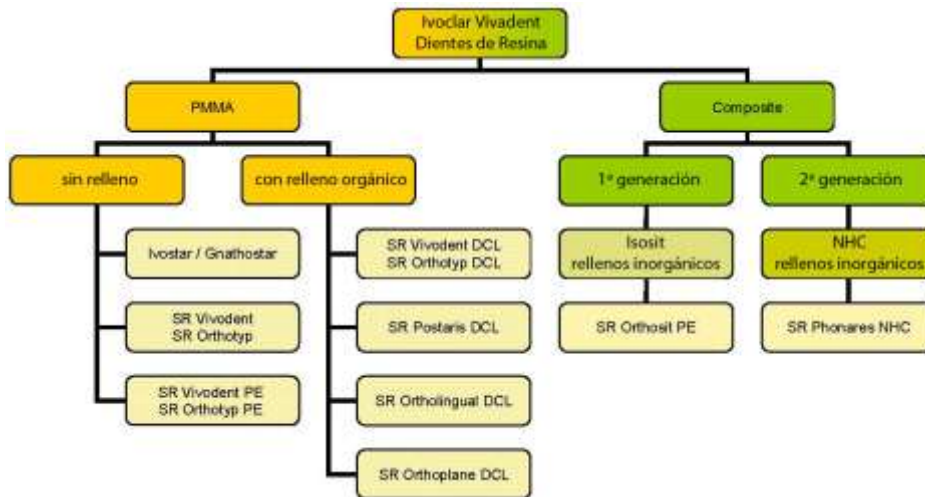 Ivoclar Vivadent
Dientes de Resina
PMMA
Composite
sin relleno
con relleno orgánico
1ª generación
2ª generación
Ivostar / Gnathostar
SR Vivodent DCL
SR Orthotyp DCL
Isosit
rellenos inorgánicos
NHC
rellenos inorgánicos
SR Vivodent
SR Orthotyp
SR Postaris DCL
SR Orthosit PE
SR Phonares NHC
SR Vivodent PE
SR Orthotyp PE
SR Ortholingual DCL
SR Orthoplane DCL